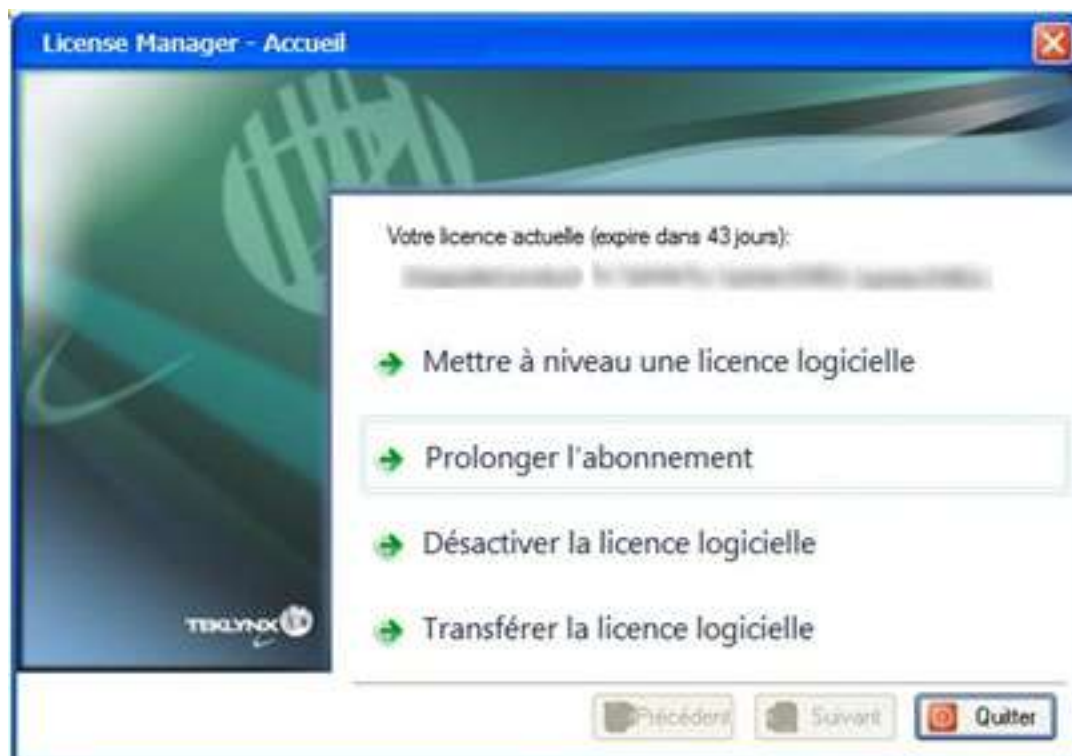 License Manager - Accueil
Votre licence actuelle (expire dans 43 jours):
Mettre à niveau une licence logicielle
Prolonger l'abonnement
Désactiver la licence logicielle
Transférer la licence logicielle
TEKLYNX
Précédent Suivant Quitter